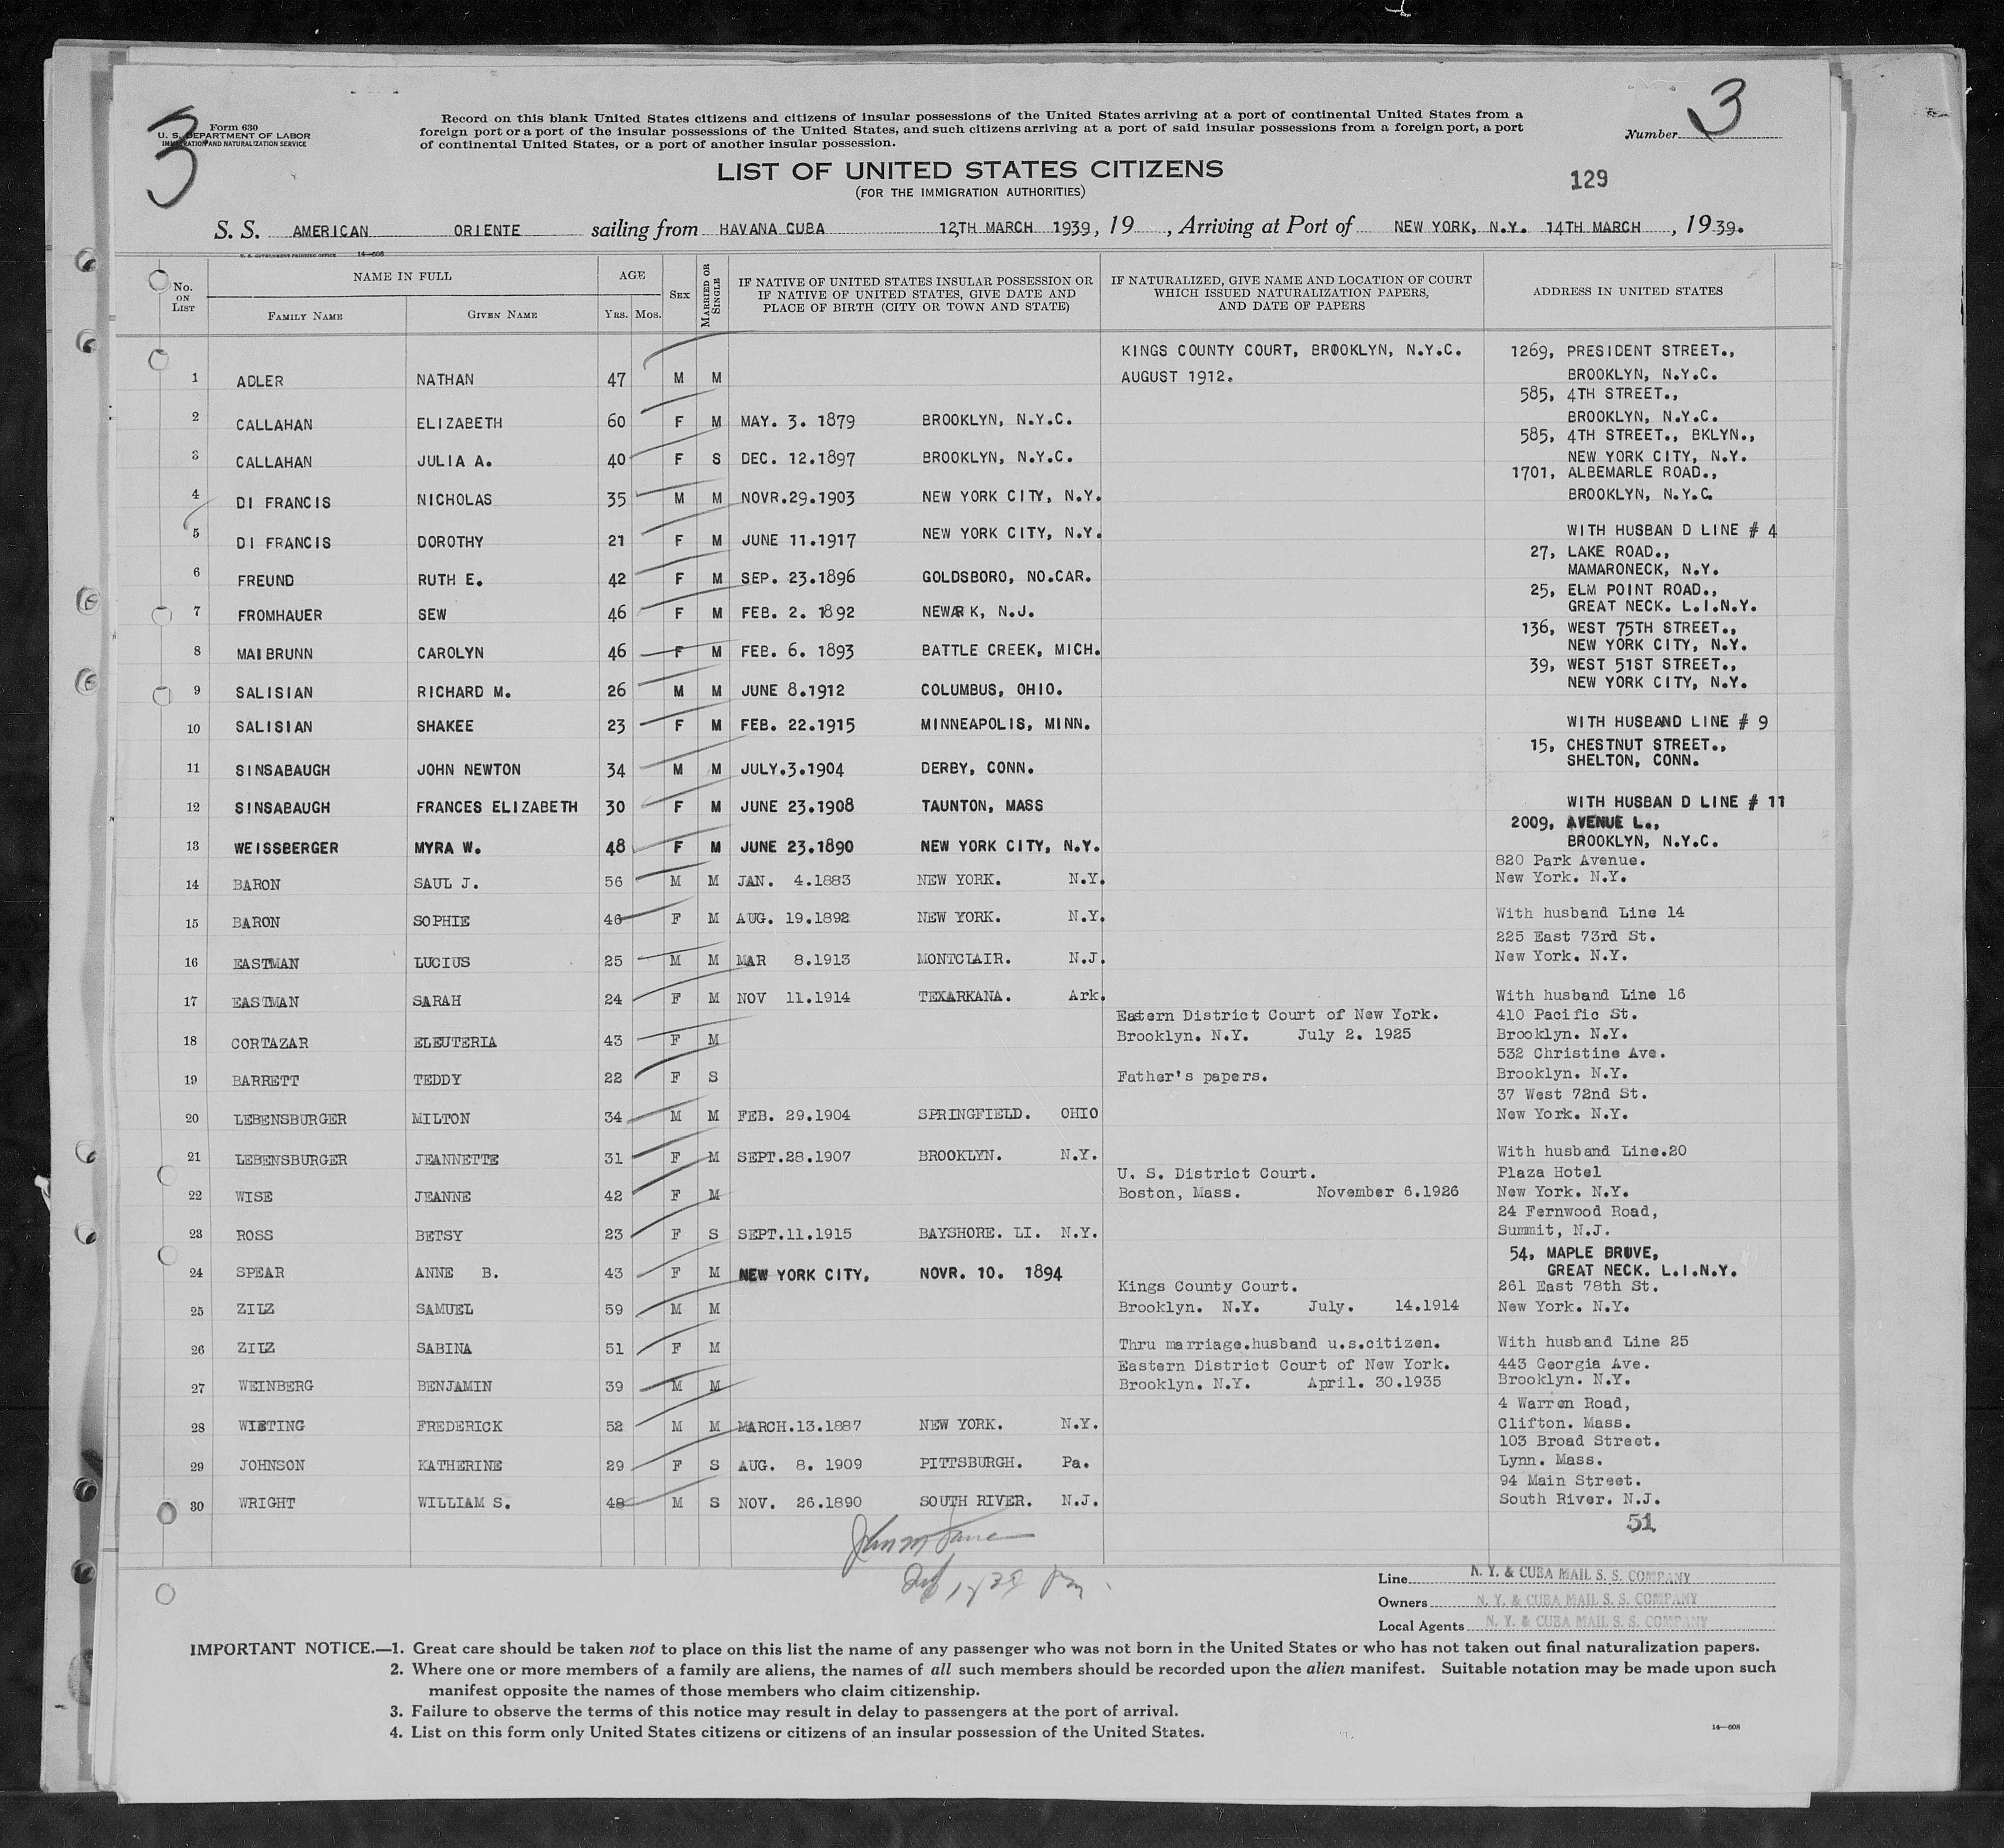 3
3
Form 630
U. S. DEPARTMENT OF LABOR
IMMIGRATION AND NATURALIZATION SERVICE
Record on this blank United States citizens and citizens of insular possessions of the United States arriving at a port of continental United States from a
foreign port or a port of the insular possessions of the United States, and such citizens arriving at a port of said insular possessions from a foreign port, a port
of continental United States, or a port of another insular possession.
Number
LIST OF UNITED STATES CITIZENS
(FOR THE IMMIGRATION AUTHORITIES)
129
S. S. AMERICAN ORIENTE sailing from HAVANA CUBA 12TH MARCH 1939, 19 , Arriving at Port of NEW YORK, N.Y. 14TH MARCH , 19 39.
U. S. GOVERNMENT PRINTING OFFICE 14—608
No. ON LIST
NAME IN FULL
FAMILY NAME
GIVEN NAME
AGE
YRS.
MOS.
SEX
MARRIED OR SINGLE
IF NATIVE OF UNITED STATES INSULAR POSSESSION OR
IF NATIVE OF UNITED STATES, GIVE DATE AND
PLACE OF BIRTH (CITY OR TOWN AND STATE)
IF NATURALIZED, GIVE NAME AND LOCATION OF COURT
WHICH ISSUED NATURALIZATION PAPERS,
AND DATE OF PAPERS
ADDRESS IN UNITED STATES
KINGS COUNTY COURT, BROOKLYN, N.Y.C. 1269, PRESIDENT STREET.,
1 ADLER NATHAN 47 M M AUGUST 1912. BROOKLYN, N.Y.C.
585, 4TH STREET.,
2 CALLAHAN ELIZABETH 60 F M MAY. 3. 1879 BROOKLYN, N.Y.C. BROOKLYN, N.Y.C.
585, 4TH STREET., BKLYN.,
3 CALLAHAN JULIA A. 40 F S DEC. 12.1897 BROOKLYN, N.Y.C. NEW YORK CITY, N.Y.
1701, ALBEMARLE ROAD.,
4 DI FRANCIS NICHOLAS 35 M M NOVR.29.1903 NEW YORK CITY, N.Y. BROOKLYN, N.Y.C.
5 DI FRANCIS DOROTHY 21 F M JUNE 11.1917 NEW YORK CITY, N.Y. WITH HUSBAN D LINE # 4
27, LAKE ROAD.,
6 FREUND RUTH E. 42 F M SEP. 23.1896 GOLDSBORO, NO.CAR. MAMARONECK, N.Y.
25, ELM POINT ROAD.,
7 FROMHAUER SEW 46 F M FEB. 2. 1892 NEWARK, N.J. GREAT NECK. L.I.N.Y.
136, WEST 75TH STREET.,
8 MAIBRUNN CAROLYN 46 F M FEB. 6. 1893 BATTLE CREEK, MICH. NEW YORK CITY, N.Y.
39, WEST 51ST STREET.,
9 SALISIAN RICHARD M. 26 M M JUNE 8.1912 COLUMBUS, OHIO. NEW YORK CITY, N.Y.
10 SALISIAN SHAKEE 23 F M FEB. 22.1915 MINNEAPOLIS, MINN. WITH HUSBAND LINE # 9
15, CHESTNUT STREET.,
11 SINSABAUGH JOHN NEWTON 34 M M JULY.3.1904 DERBY, CONN. SHELTON, CONN.
12 SINSABAUGH FRANCES ELIZABETH 30 F M JUNE 23.1908 TAUNTON, MASS WITH HUSBAN D LINE # 11
2009, AVENUE L.,
13 WEISSBERGER MYRA W. 48 F M JUNE 23.1890 NEW YORK CITY, N.Y. BROOKLYN, N.Y.C.
820 Park Avenue.
14 BARON SAUL J. 56 M M JAN. 4.1883 NEW YORK. N.Y. New York. N.Y.
15 BARON SOPHIE 46 F M AUG. 19.1892 NEW YORK. N.Y. With husband Line 14
225 East 73rd St.
16 EASTMAN LUCIUS 25 M M MAR 8.1913 MONTCLAIR. N.J. New York. N.Y.
17 EASTMAN SARAH 24 F M NOV 11.1914 TEXARKANA. Ark. With husband Line 16
Eastern District Court of New York. 410 Pacific St.
18 CORTAZAR ELEUTERIA 43 F M Brooklyn. N.Y. July 2. 1925 Brooklyn. N.Y.
532 Christine Ave.
19 BARRETT TEDDY 22 F S Father's papers. Brooklyn. N.Y.
37 West 72nd St.
20 LEBENSBURGER MILTON 34 M M FEB. 29.1904 SPRINGFIELD. OHIO New York. N.Y.
21 LEBENSBURGER JEANNETTE 31 F M SEPT.28.1907 BROOKLYN. N.Y. With husband Line.20
U. S. District Court. Plaza Hotel
22 WISE JEANNE 42 F M Boston, Mass. November 6.1926 New York. N.Y.
24 Fernwood Road,
23 ROSS BETSY 23 F S SEPT.11.1915 BAYSHORE. LI. N.Y. Summit, N.J.
54, MAPLE DRUVE,
24 SPEAR ANNE B. 43 F M NEW YORK CITY, NOVR. 10. 1894 GREAT NECK. L.I.N.Y.
Kings County Court. 261 East 78th St.
25 ZILZ SAMUEL 59 M M Brooklyn. N.Y. July. 14.1914 New York. N.Y.
26 ZILZ SABINA 51 F M Thru marriage.husband u.s.citizen. With husband Line 25
Eastern District Court of New York. 443 Georgia Ave.
27 WEINBERG BENJAMIN 39 M M Brooklyn. N.Y. April. 30.1935 Brooklyn. N.Y.
4 Warren Road,
28 WIETING FREDERICK 52 M M MARCH.13.1887 NEW YORK. N.Y. Clifton. Mass.
103 Broad Street.
29 JOHNSON KATHERINE 29 F S AUG. 8. 1909 PITTSBURGH. Pa. Lynn. Mass.
94 Main Street.
30 WRIGHT WILLIAM S. 48 M S NOV. 26.1890 SOUTH RIVER. N.J. South River. N.J.
51
Line N. Y. & CUBA MAIL S. S. COMPANY
Owners N. Y. & CUBA MAIL S. S. COMPANY
Local Agents N. Y. & CUBA MAIL S. S. COMPANY
IMPORTANT NOTICE.—1. Great care should be taken not to place on this list the name of any passenger who was not born in the United States or who has not taken out final naturalization papers.
2. Where one or more members of a family are aliens, the names of all such members should be recorded upon the alien manifest. Suitable notation may be made upon such
manifest opposite the names of those members who claim citizenship.
3. Failure to observe the terms of this notice may result in delay to passengers at the port of arrival.
4. List on this form only United States citizens or citizens of an insular possession of the United States.
14—608